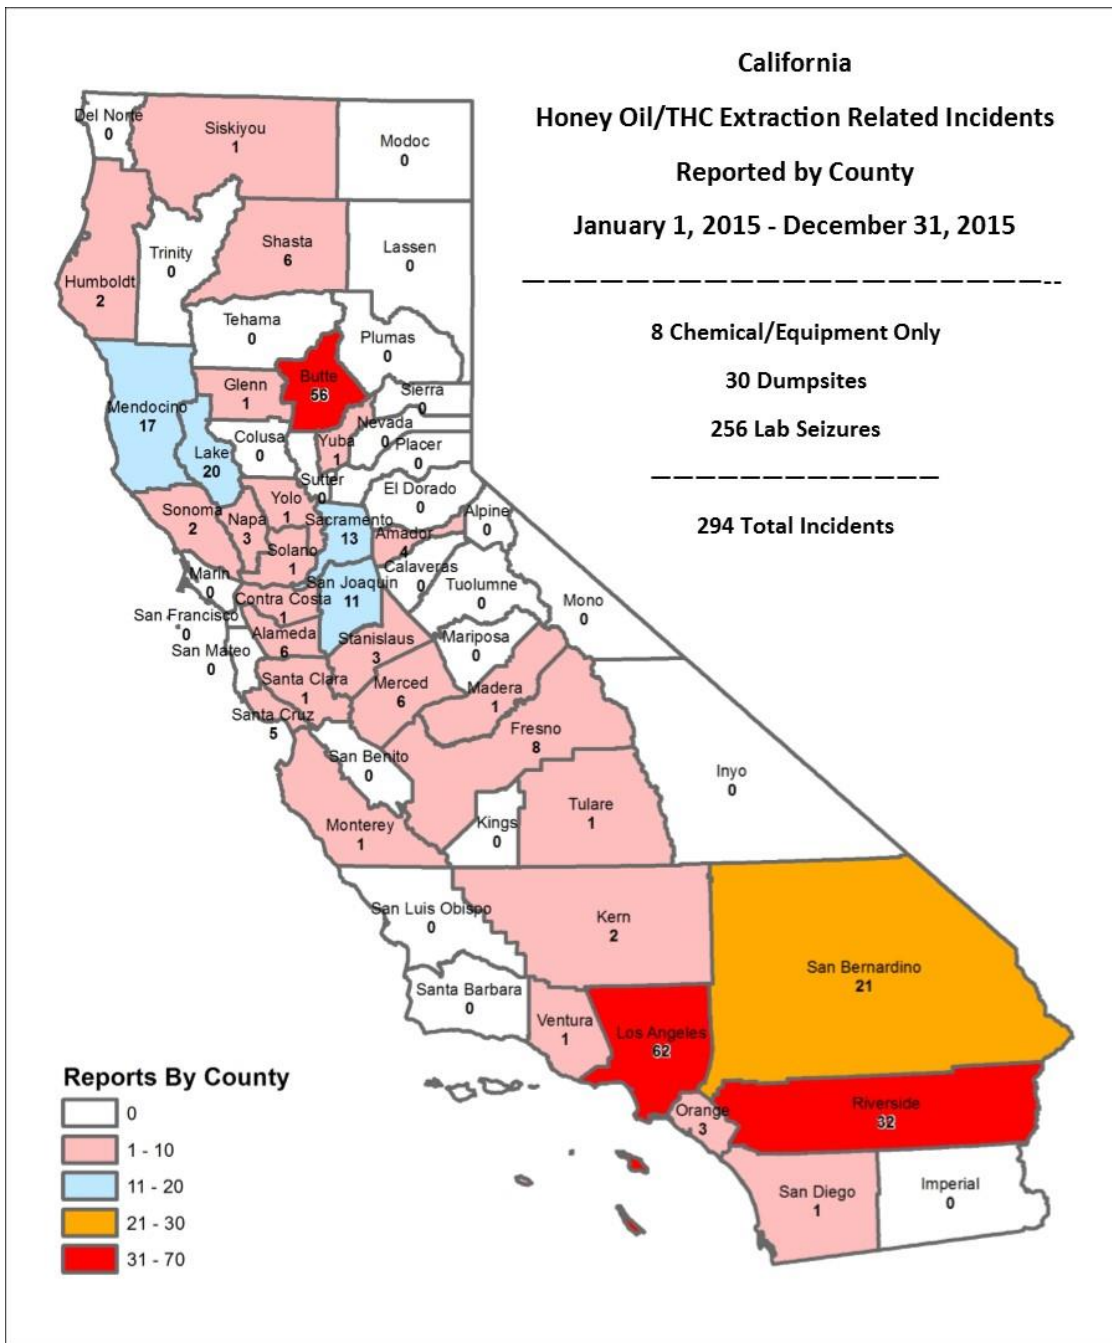 California
Honey Oil/THC Extraction Related Incidents
Reported by County
January 1, 2015 - December 31, 2015
8 Chemical/Equipment Only
30 Dumpsites
256 Lab Seizures
294 Total Incidents
Del Norte
0
Siskiyou
1
Modoc
0
Humboldt
2
Trinity
0
Shasta
6
Lassen
0
Tehama
0
Plumas
0
Mendocino
17
Glenn
1
Butte
56
Sierra
0
Lake
20
Colusa
0
Yuba
1
Nevada
0
Placer
0
Sutter
0
El Dorado
0
Alpine
0
Sonoma
2
Napa
3
Yolo
1
Sacramento
13
Amador
4
Solano
1
Marin
0
San Joaquin
11
Calaveras
0
Tuolumne
0
Mono
0
Contra Costa
1
San Francisco
0
Alameda
6
Stanislaus
3
Mariposa
0
San Mateo
0
Santa Clara
1
Merced
6
Madera
1
Santa Cruz
5
San Benito
0
Fresno
8
Inyo
0
Monterey
1
Kings
0
Tulare
1
San Luis Obispo
0
Kern
2
San Bernardino
21
Santa Barbara
0
Ventura
1
Los Angeles
62
Orange
3
Riverside
32
San Diego
1
Imperial
0
Reports By County
0
1 - 10
11 - 20
21 - 30
31 - 70